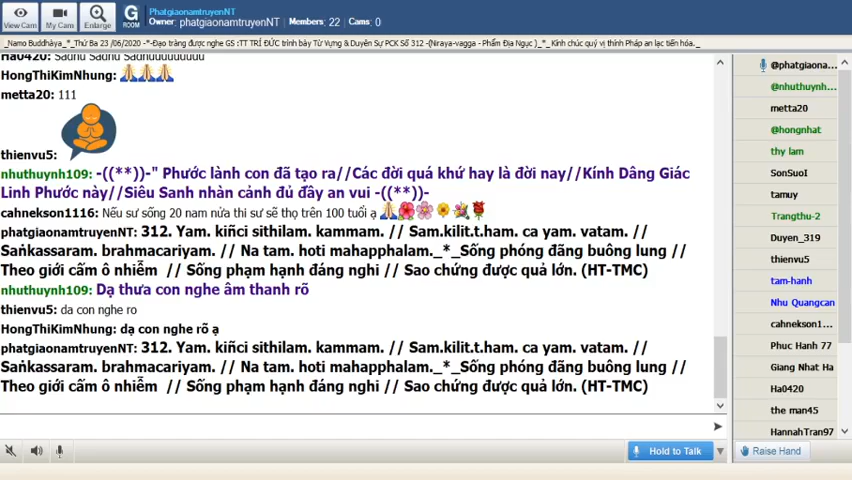 PhatgiaonamtruyenNT
Owner: phatgiaonamtruyenNT Members: 22 Cams: 0
View Cam My Cam Enlarge G ROOM
_Namo Buddhàya_*_Thứ Ba 23 /06/2020 -*-Đạo tràng được nghe GS :TT TRÍ ĐỨC trình bày Từ Vựng & Duyên Sự PCK Số 312 -(Niraya-vagga - Phẩm Địa Ngục )_*_ Kính chúc quý vị thính Pháp an lạc tiến hóa._
Ha0420: Sadhu Sadhu Sadhuuuuuuuuu
HongThiKimNhung:
metta20: 111
thienvu5:
nhuthuynh109: -((**))-" Phước lành con đã tạo ra//Các đời quá khứ hay là đời nay//Kính Dâng Giác
Linh Phước này//Siêu Sanh nhàn cảnh đủ đầy an vui -((**))-
cahnekson1116: Nếu sư sống 20 nam nửa thi sư sẽ thọ trên 100 tuổi ạ
phatgiaonamtruyenNT: 312. Yam. kiñci sithilam. kammam. // Sam.kilit.t.ham. ca yam. vatam. //
Saṅkassaram. brahmacariyam. // Na tam. hoti mahapphalam._*_Sống phóng đãng buông lung //
Theo giới cấm ô nhiễm // Sống phạm hạnh đáng nghi // Sao chứng được quả lớn. (HT-TMC)
nhuthuynh109: Dạ thưa con nghe âm thanh rõ
thienvu5: da con nghe ro
HongThiKimNhung: dạ con nghe rõ ạ
phatgiaonamtruyenNT: 312. Yam. kiñci sithilam. kammam. // Sam.kilit.t.ham. ca yam. vatam. //
Saṅkassaram. brahmacariyam. // Na tam. hoti mahapphalam._*_Sống phóng đãng buông lung //
Theo giới cấm ô nhiễm // Sống phạm hạnh đáng nghi // Sao chứng được quả lớn. (HT-TMC)
Hold to Talk
@phatgiaona...
@nhuthuynh...
metta20
@hongnhat
thy lam
SonSuoI
tamuy
Trangthu-2
Duyen_319
thienvu5
tam-hanh
Nhu Quangcan
cahnekson1...
Phuc Hanh 77
Giang Nhat Ha
Ha0420
the man45
HannahTran97
Raise Hand